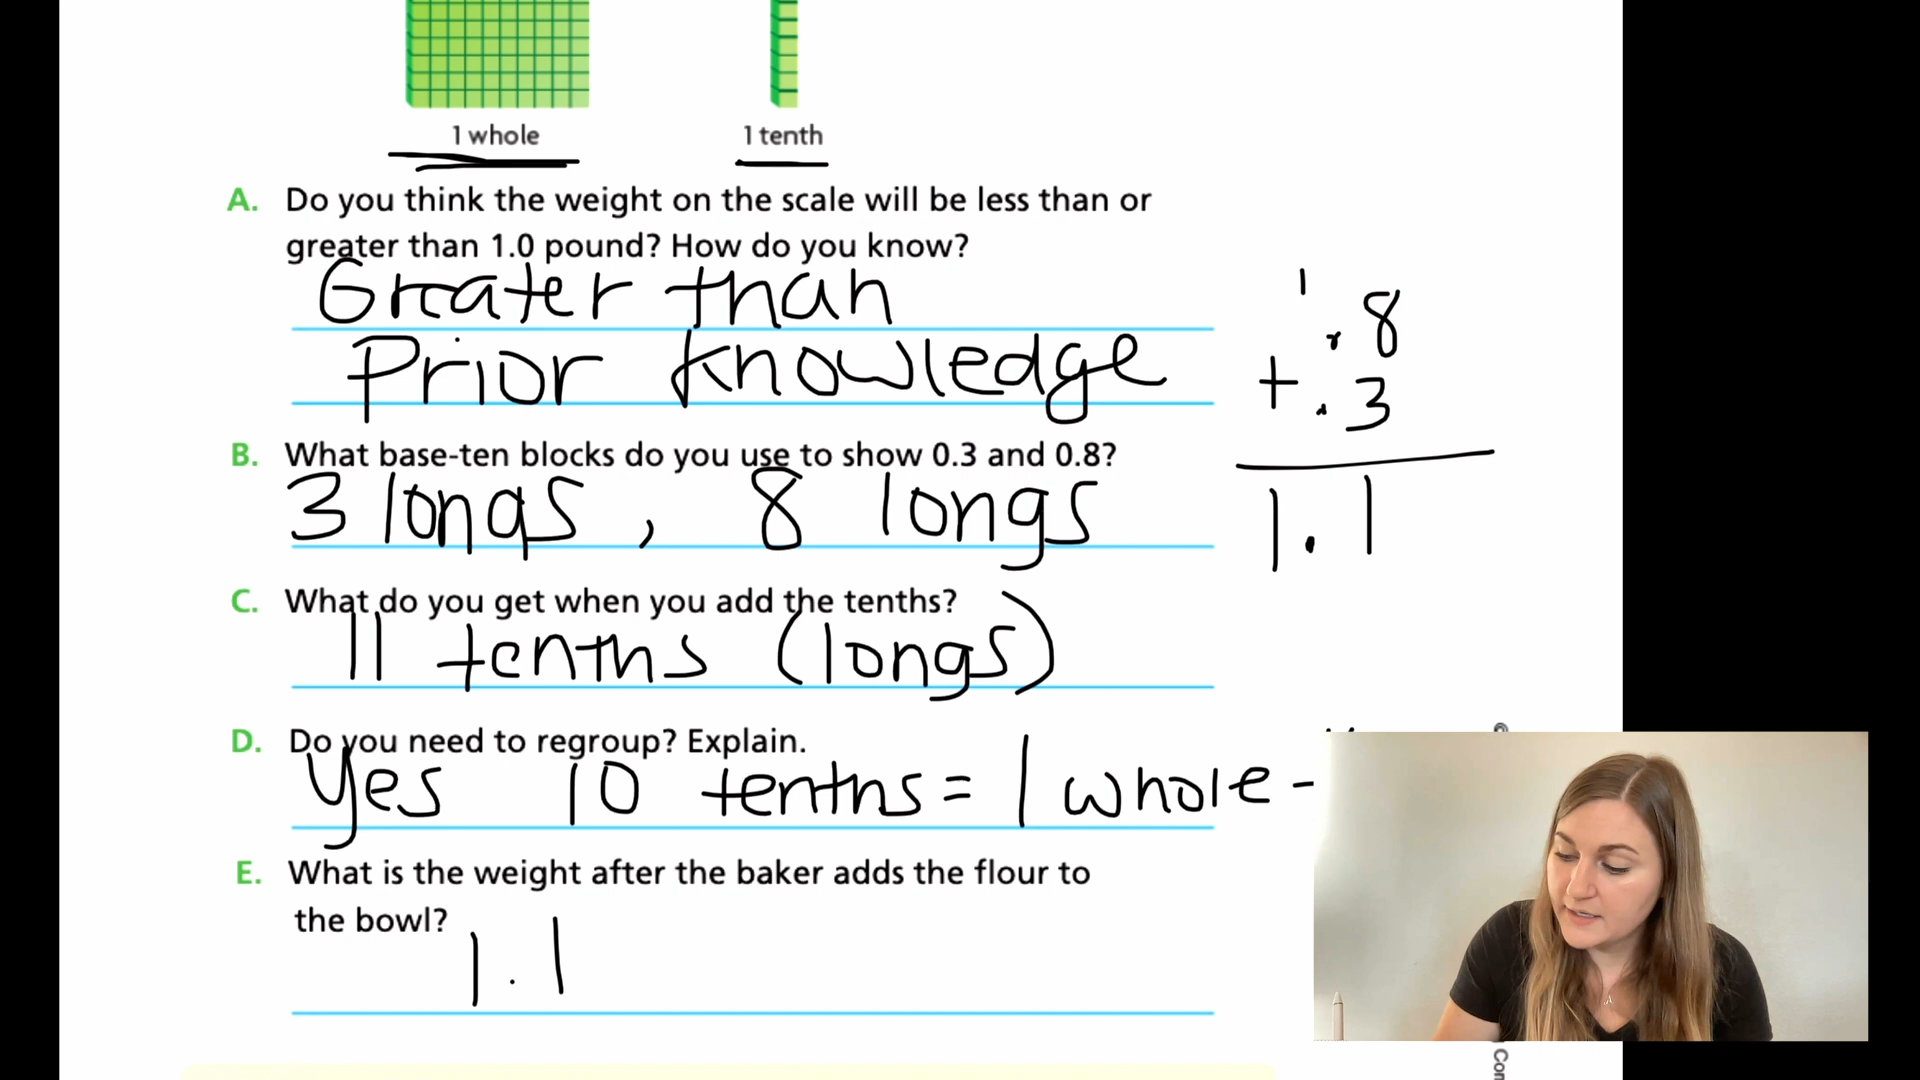 1 whole
1 tenth
A. Do you think the weight on the scale will be less than or
greater than 1.0 pound? How do you know?
Greater than
Prior knowledge
1
.8
+ .3
1.1
B. What base-ten blocks do you use to show 0.3 and 0.8?
3 longs, 8 longs
C. What do you get when you add the tenths?
11 tenths (longs)
D. Do you need to regroup? Explain.
Yes 10 tenths = 1 whole -
E. What is the weight after the baker adds the flour to
the bowl?
1.1